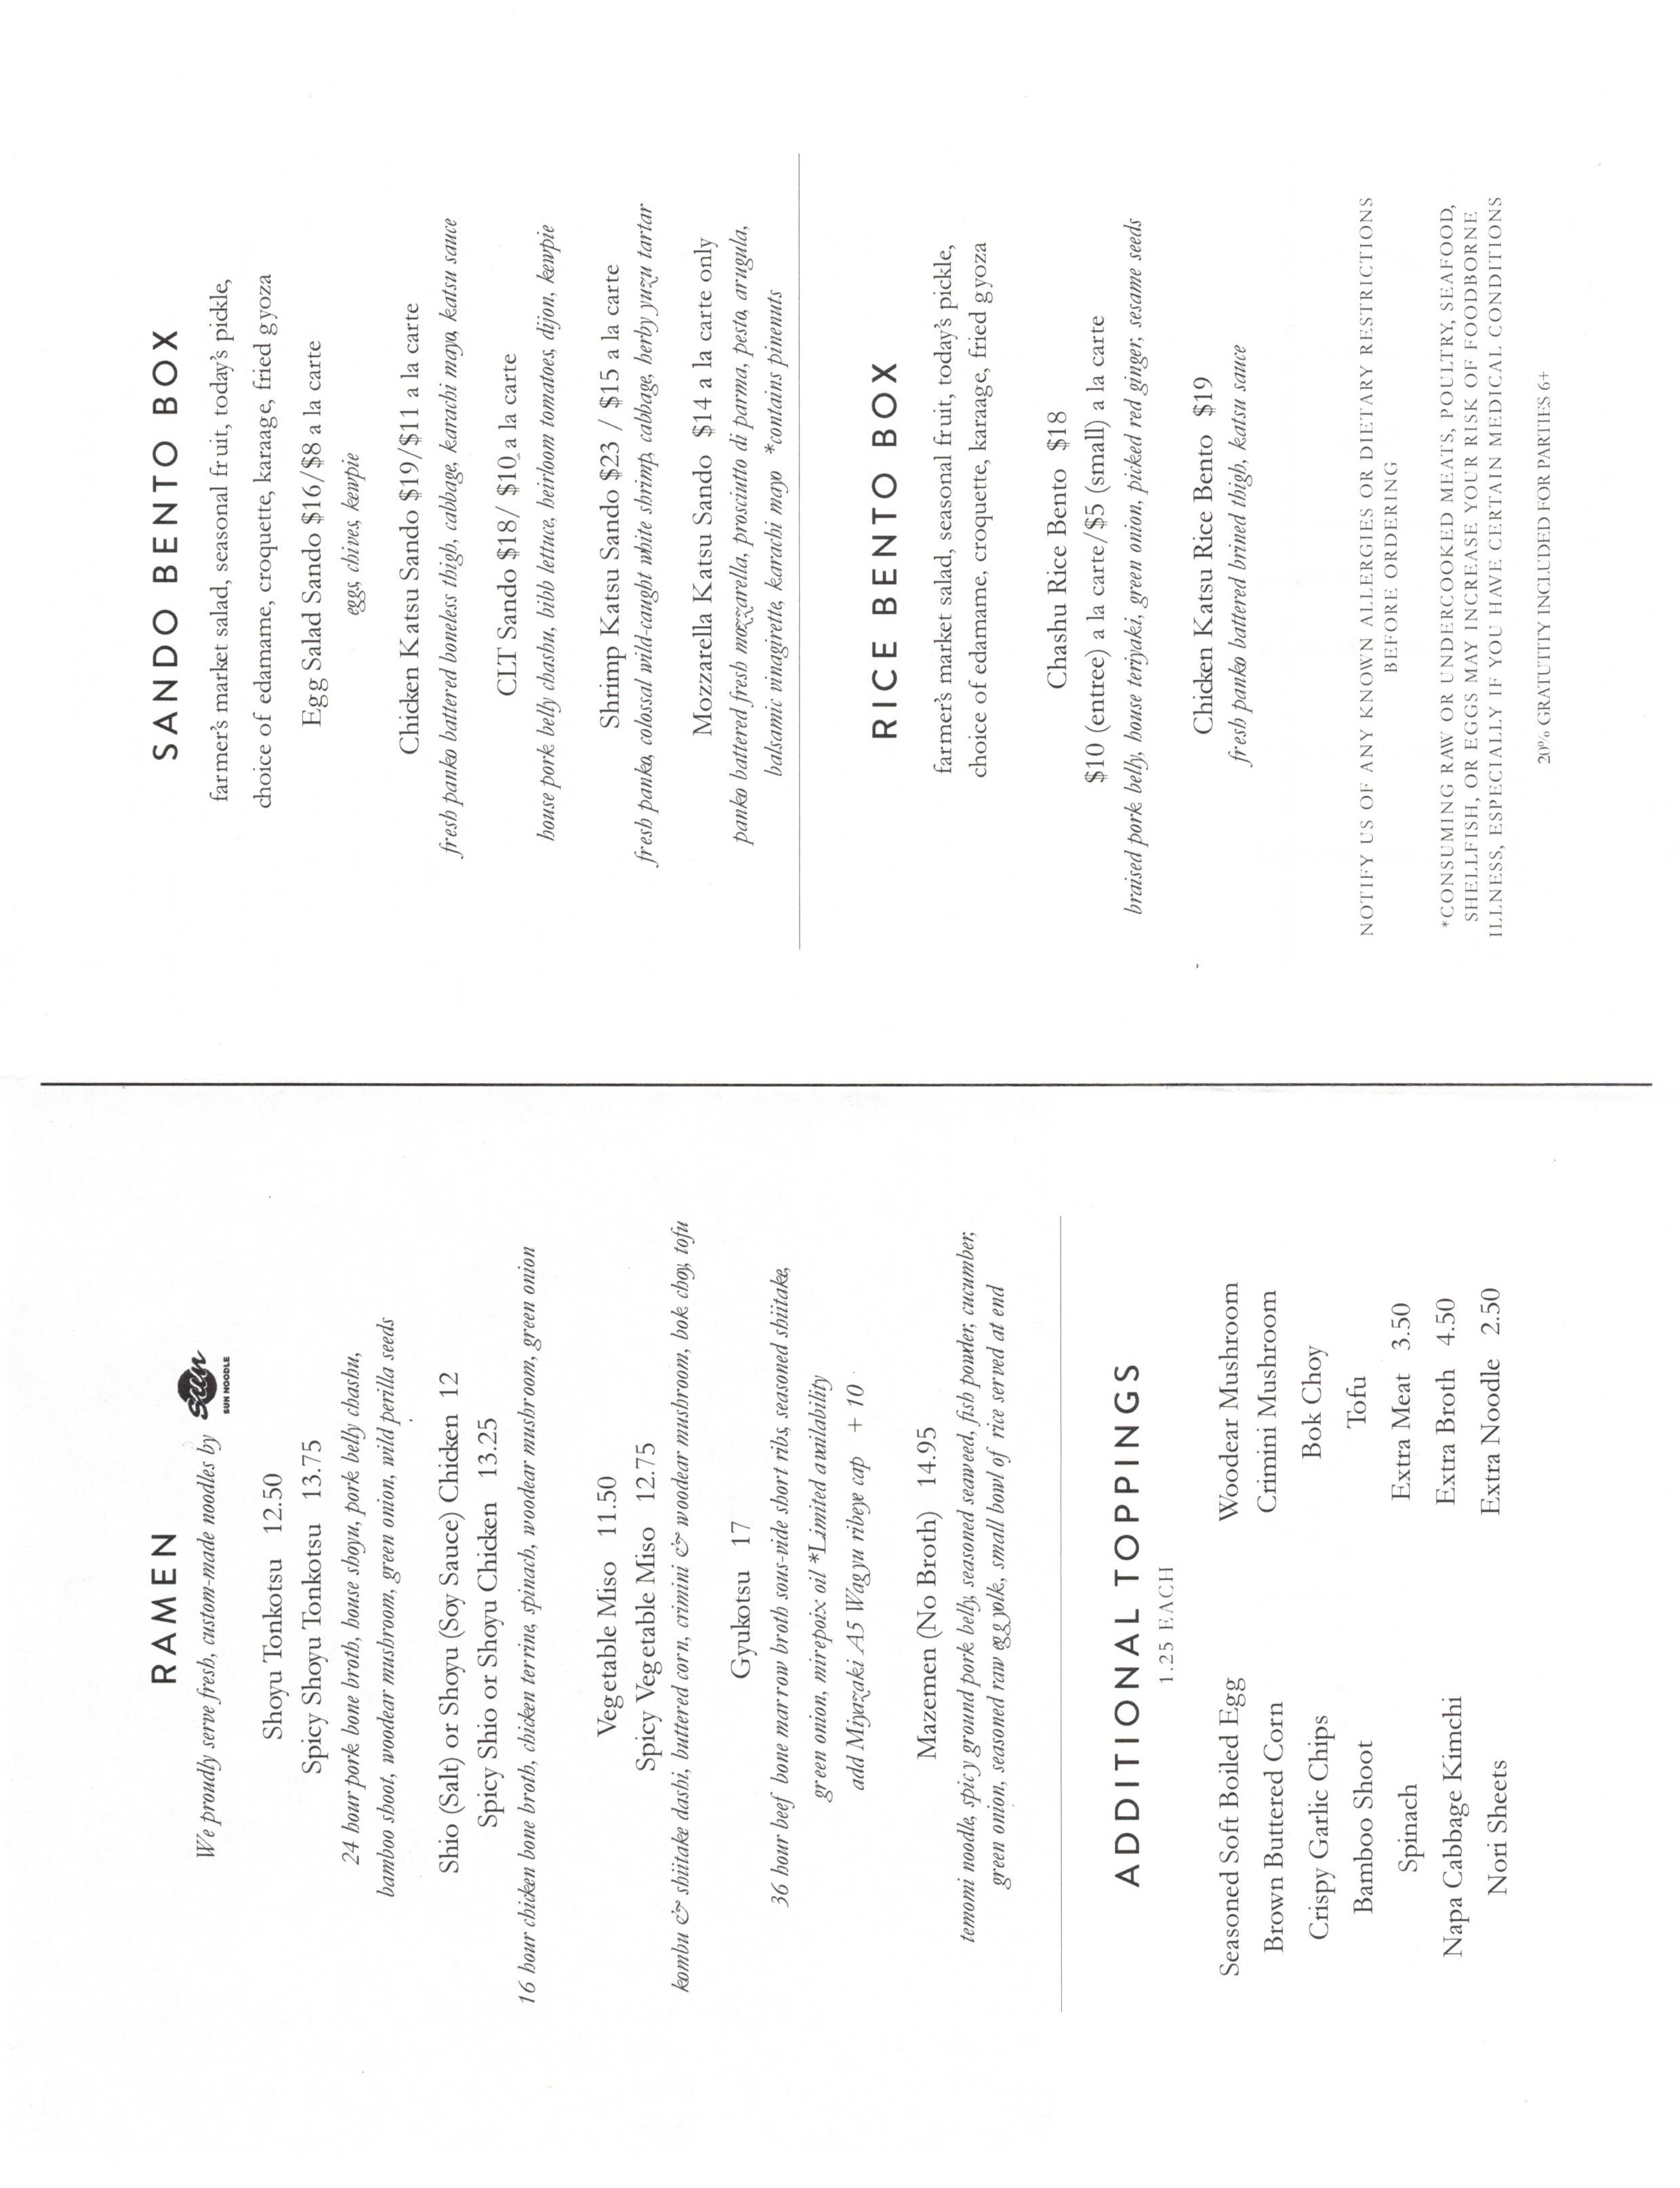 RAMEN
We proudly serve fresh, custom-made noodles by
Sun
SUN NOODLE
Shoyu Tonkotsu 12.50
Spicy Shoyu Tonkotsu 13.75
24 hour pork bone broth, house shoyu, pork belly chashu,
bamboo shoot, woodear mushroom, green onion, wild perilla seeds
Shio (Salt) or Shoyu (Soy Sauce) Chicken 12
Spicy Shio or Shoyu Chicken 13.25
16 hour chicken bone broth, chicken terrine, spinach, woodear mushroom, green onion
Vegetable Miso 11.50
Spicy Vegetable Miso 12.75
kombu & shiitake dashi, buttered corn, crimini & woodear mushroom, bok choy, tofu
Gyukotsu 17
36 hour beef bone marrow broth sous-vide short ribs, seasoned shiitake,
green onion, mirepoix oil *Limited availability
add Miyazaki A5 Wagyu ribeye cap + 10
Mazemen (No Broth) 14.95
temomi noodle, spicy ground pork belly, seasoned seaweed, fish powder, cucumber,
green onion, seasoned raw egg yolk, small bowl of rice served at end
ADDITIONAL TOPPINGS
1.25 EACH
Seasoned Soft Boiled Egg
Brown Buttered Corn
Crispy Garlic Chips
Bamboo Shoot
Spinach
Napa Cabbage Kimchi
Nori Sheets
Woodear Mushroom
Crimini Mushroom
Bok Choy
Tofu
Extra Meat 3.50
Extra Broth 4.50
Extra Noodle 2.50
SANDO BENTO BOX
farmer's market salad, seasonal fruit, today's pickle,
choice of edamame, croquette, karaage, fried gyoza
Egg Salad Sando $16/$8 a la carte
eggs, chives, kewpie
Chicken Katsu Sando $19/$11 a la carte
fresh panko battered boneless thigh, cabbage, karachi mayo, katsu sauce
CLT Sando $18/ $10 a la carte
house pork belly chashu, bibb lettuce, heirloom tomatoes, dijon, kewpie
Shrimp Katsu Sando $23 / $15 a la carte
fresh panko, colossal wild-caught white shrimp, cabbage, herby yuzu tartar
Mozzarella Katsu Sando $14 a la carte only
panko battered fresh mozzarella, prosciutto di parma, pesto, arugula,
balsamic vinagirette, karachi mayo *contains pinenuts
RICE BENTO BOX
farmer's market salad, seasonal fruit, today's pickle,
choice of edamame, croquette, karaage, fried gyoza
Chashu Rice Bento $18
$10 (entree) a la carte/$5 (small) a la carte
braised pork belly, house teriyaki, green onion, picked red ginger, sesame seeds
Chicken Katsu Rice Bento $19
fresh panko battered brined thigh, katsu sauce
NOTIFY US OF ANY KNOWN ALLERGIES OR DIETARY RESTRICTIONS
BEFORE ORDERING
*CONSUMING RAW OR UNDERCOOKED MEATS, POULTRY, SEAFOOD,
SHELLFISH, OR EGGS MAY INCREASE YOUR RISK OF FOODBORNE
ILLNESS, ESPECIALLY IF YOU HAVE CERTAIN MEDICAL CONDITIONS
20% GRATUTITY INCLUDED FOR PARTIES 6+